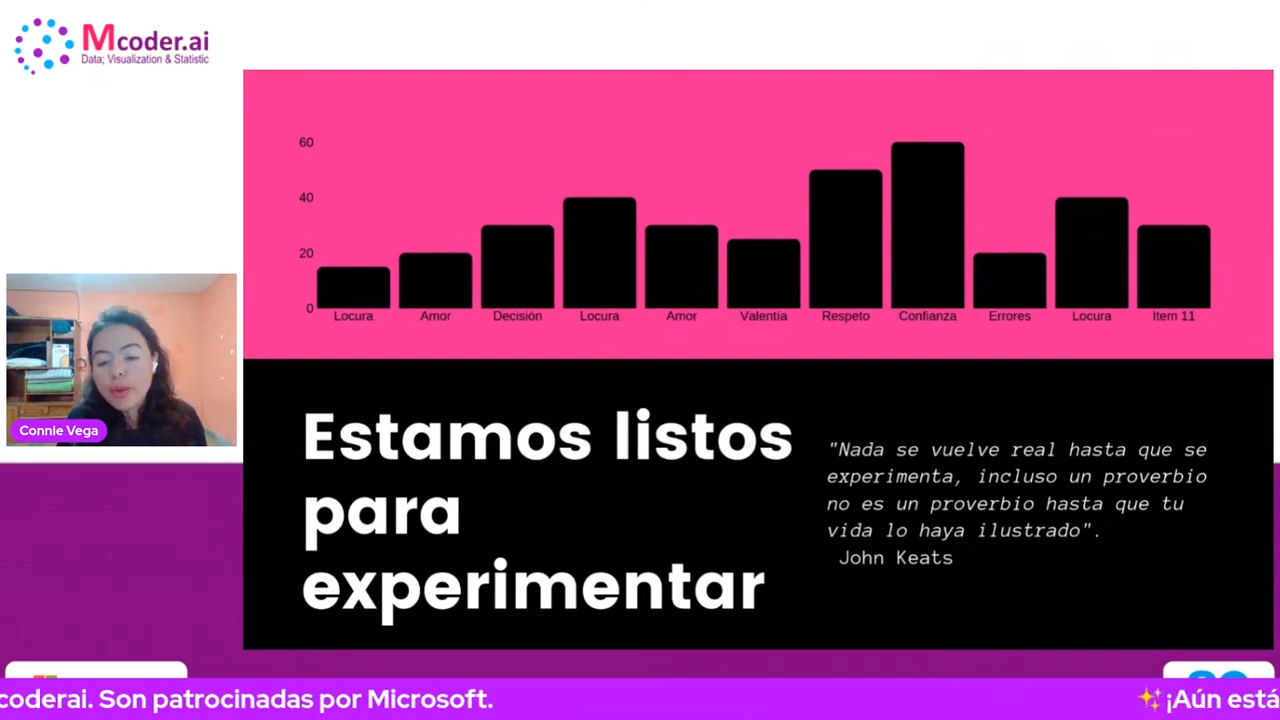 Mcoder.ai
Data; Visualization & Statistic
60
40
20
0
Locura Amor Decisión Locura Amor Valentía Respeto Confianza Errores Locura Item 11
Connie Vega
Estamos listos
para
experimentar
"Nada se vuelve real hasta que se
experimenta, incluso un proverbio
no es un proverbio hasta que tu
vida lo haya ilustrado".
John Keats
coderai. Son patrocinadas por Microsoft.
✨¡Aún está